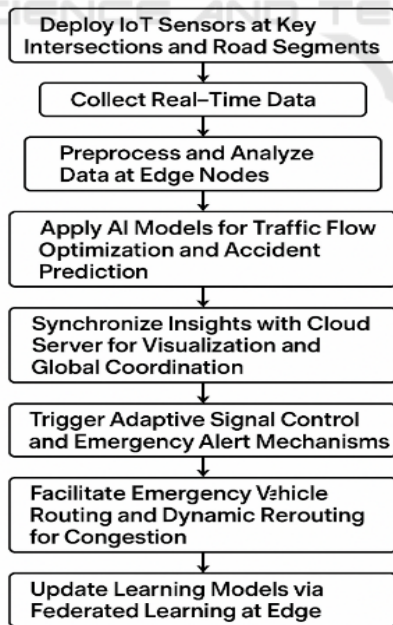 SCIENCE AND TE
Deploy IoT Sensors at Key
Intersections and Road Segments
Collect Real–Time Data
Preprocess and Analyze
Data at Edge Nodes
Apply AI Models for Traffic Flow
Optimization and Accident
Prediction
Synchronize Insights with Cloud
Server for Visualization and
Global Coordination
Trigger Adaptive Signal Control
and Emergency Alert Mechanisms
Facilitate Emergency Vehicle
Routing and Dynamic Rerouting
for Congestion
Update Learning Models via
Federated Learning at Edge